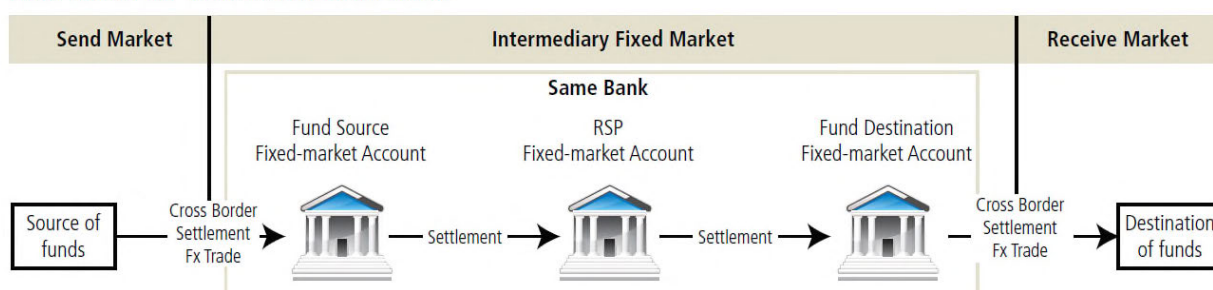 Send Market
Intermediary Fixed Market
Receive Market
Same Bank
Fund Source
Fixed-market Account
RSP
Fixed-market Account
Fund Destination
Fixed-market Account
Source of
funds
Cross Border
Settlement
Fx Trade
Settlement
Settlement
Cross Border
Settlement
Fx Trade
Destination
of funds